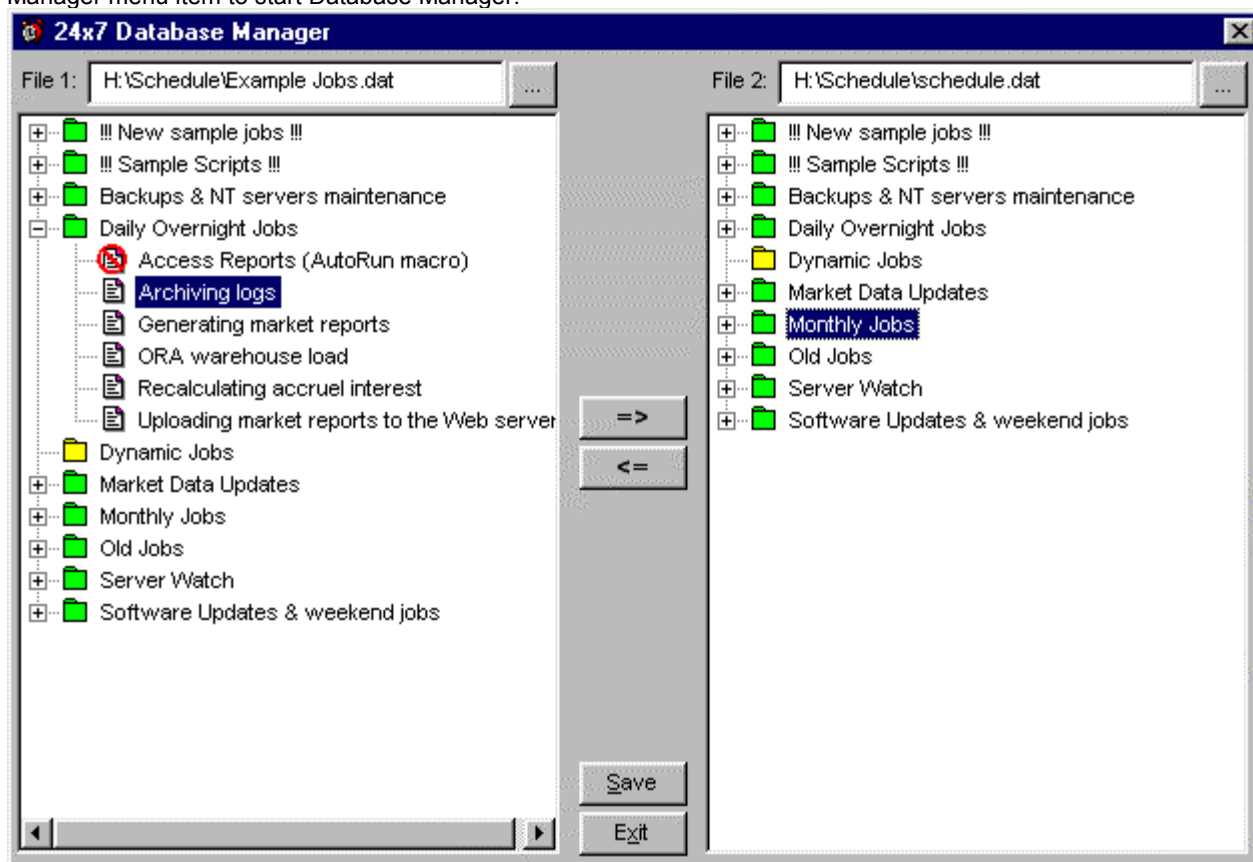 Manager menu item to start Database Manager.
24x7 Database Manager
File 1:
H:\Schedule\Example Jobs.dat
...
!!! New sample jobs !!!
!!! Sample Scripts !!!
Backups & NT servers maintenance
Daily Overnight Jobs
Access Reports (AutoRun macro)
Archiving logs
Generating market reports
ORA warehouse load
Recalculating accruel interest
Uploading market reports to the Web server
Dynamic Jobs
Market Data Updates
Monthly Jobs
Old Jobs
Server Watch
Software Updates & weekend jobs
=>
<=
Save
Exit
File 2:
H:\Schedule\schedule.dat
...
!!! New sample jobs !!!
!!! Sample Scripts !!!
Backups & NT servers maintenance
Daily Overnight Jobs
Dynamic Jobs
Market Data Updates
Monthly Jobs
Old Jobs
Server Watch
Software Updates & weekend jobs